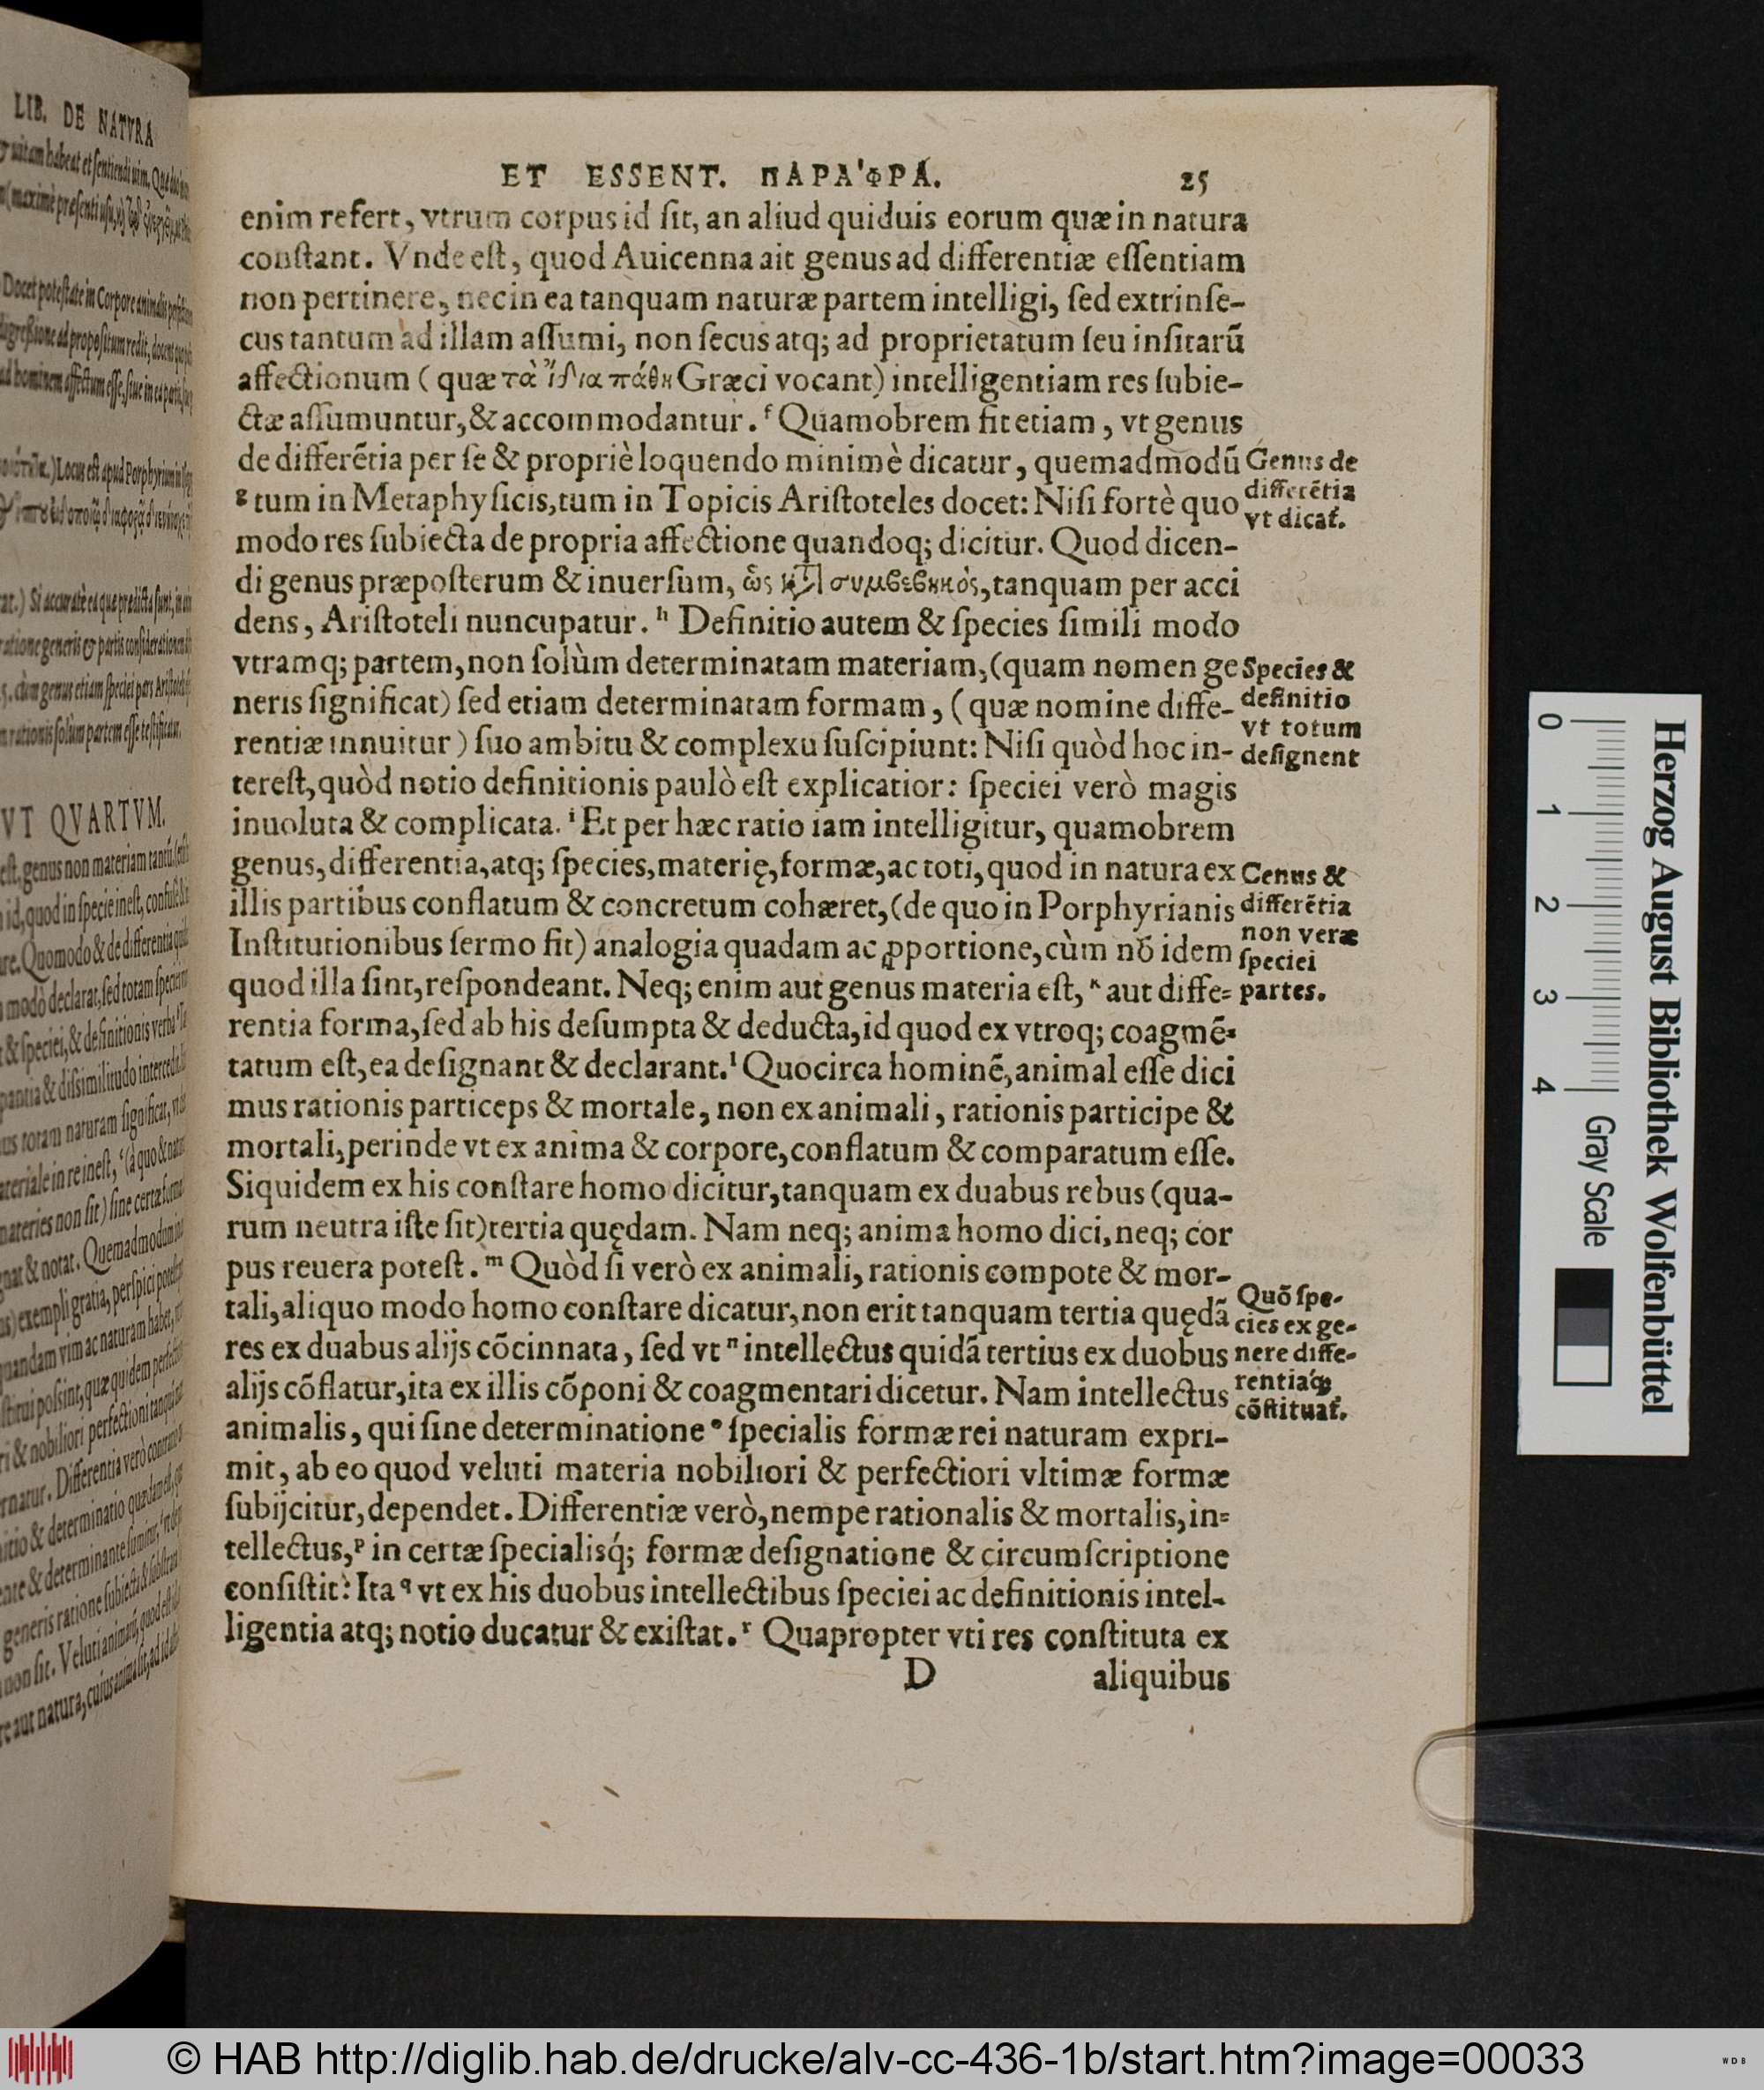 ET ESSENT. ΠΑΡΑ'ΦΡΑ. 25
enim refert, vtrum corpus id ſit, an aliud quiduis eorum quæ in natura
conſtant. Vnde eſt, quod Auicenna ait genus ad differentiæ eſſentiam
non pertinere, nec in ea tanquam naturæ partem intelligi, ſed extrinſe-
cus tantum ad illam aſſumi, non ſecus atq; ad proprietatum ſeu inſitarũ
affectionum (quæ τὰ ἴδια πάθη Græci vocant) intelligentiam res ſubie-
ctæ aſſumuntur, & accommodantur. ᶠ Quamobrem fit etiam, vt genus
de differẽtia per ſe & propriè loquendo minimè dicatur, quemadmodũ
ᵍ tum in Metaphyſicis, tum in Topicis Ariſtoteles docet: Niſi fortè quo
modo res ſubiecta de propria affectione quandoq; dicitur. Quod dicen-
di genus præpoſterum & inuerſum, ὡς κτ̃ συμβεβηκὸς, tanquam per acci
dens, Ariſtoteli nuncupatur. ʰ Definitio autem & ſpecies ſimili modo
vtramq; partem, non ſolùm determinatam materiam, (quam nomen ge
neris ſignificat) ſed etiam determinatam formam, (quæ nomine diffe-
rentiæ innuitur) ſuo ambitu & complexu ſuſcipiunt: Niſi quòd hoc in-
tereſt, quòd notio definitionis paulò eſt explicatior: ſpeciei verò magis
inuoluta & complicata. ⁱ Et per hæc ratio iam intelligitur, quamobrem
genus, differentia, atq; ſpecies, materię, formæ, ac toti, quod in natura ex
illis partibus conflatum & concretum cohæret, (de quo in Porphyrianis
Inſtitutionibus ſermo fit) analogia quadam ac ꝓportione, cùm nõ idem
quod illa ſint, reſpondeant. Neq; enim aut genus materia eſt, ᵏ aut diffe-
rentia forma, ſed ab his deſumpta & deducta, id quod ex vtroq; coagmẽ-
tatum eſt, ea deſignant & declarant. ˡ Quocirca hominẽ, animal eſſe dici
mus rationis particeps & mortale, non ex animali, rationis participe &
mortali, perinde vt ex anima & corpore, conflatum & comparatum eſſe.
Siquidem ex his conſtare homo dicitur, tanquam ex duabus rebus (qua-
rum neutra iſte ſit) tertia quędam. Nam neq; anima homo dici, neq; cor
pus reuera poteſt. ᵐ Quòd ſi verò ex animali, rationis compote & mor-
tali, aliquo modo homo conſtare dicatur, non erit tanquam tertia quędã
res ex duabus alijs cõcinnata, ſed vt ⁿ intellectus quidã tertius ex duobus
alijs cõflatur, ita ex illis cõponi & coagmentari dicetur. Nam intellectus
animalis, qui ſine determinatione ᵒ ſpecialis formæ rei naturam expri-
mit, ab eo quod veluti materia nobiliori & perfectiori vltimæ formæ
ſubijcitur, dependet. Differentiæ verò, nempe rationalis & mortalis, in-
tellectus, ᵖ in certæ ſpecialisq́; formæ deſignatione & circumſcriptione
conſiſtit: Ita ᑫ vt ex his duobus intellectibus ſpeciei ac definitionis intel-
ligentia atq; notio ducatur & exiſtat. ʳ Quapropter vti res conſtituta ex
D aliquibus
Genus de
differẽtia
vt dicat̃.
Species &
definitio
vt totum
deſignent
Genus &
differẽtia
non veræ
ſpeciei
partes.
Quõ ſpe-
cies ex ge-
nere diffe-
rentiaq́;
cõſtituat̃.
LIB. DE NATVRA
VT QVARTVM.
0 1 2 3 4
Gray Scale
Herzog August Bibliothek Wolfenbüttel
© HAB http://diglib.hab.de/drucke/alv-cc-436-1b/start.htm?image=00033
WDB